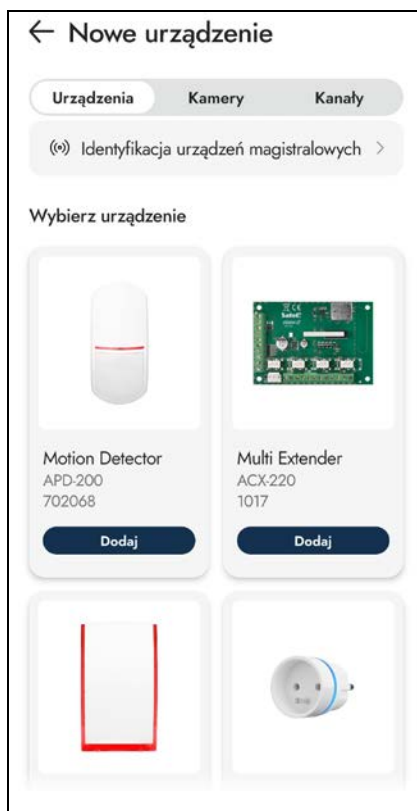 ← Nowe urządzenie
Urządzenia Kamery Kanały
Identyfikacja urządzeń magistralowych >
Wybierz urządzenie
Satel
Motion Detector
APD-200
702068
Dodaj
Multi Extender
ACX-220
1017
Dodaj